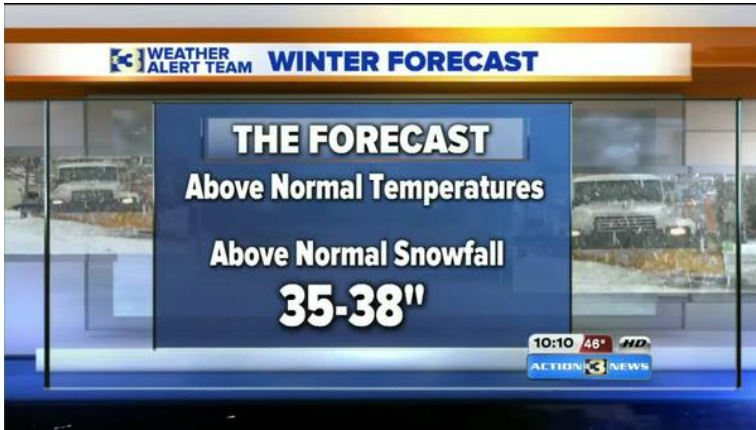 3 WEATHER ALERT TEAM WINTER FORECAST
THE FORECAST
Above Normal Temperatures
Above Normal Snowfall
35-38"
10:10 46° HD
ACTION 3 NEWS